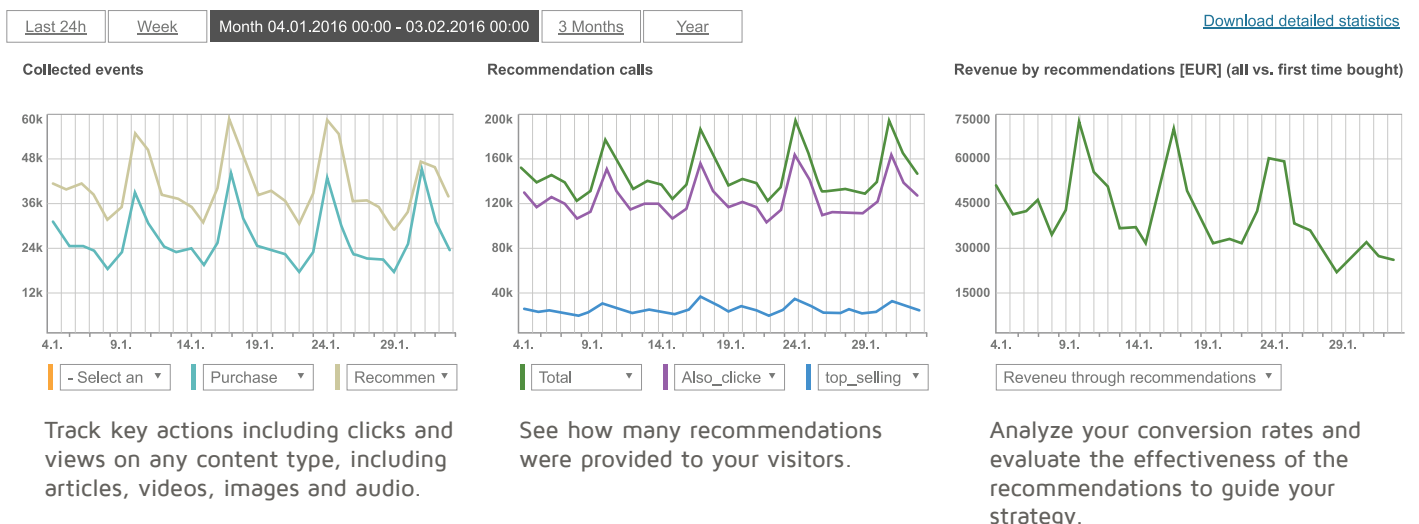 Last 24h Week Month 04.01.2016 00:00 - 03.02.2016 00:00 3 Months Year Download detailed statistics
Collected events
60k
48k
36k
24k
12k
4.1. 9.1. 14.1. 19.1. 24.1. 29.1.
- Select an Purchase Recommen
Track key actions including clicks and
views on any content type, including
articles, videos, images and audio.
Recommendation calls
200k
160k
120k
80k
40k
4.1. 9.1. 14.1. 19.1. 24.1. 29.1.
Total Also_clicke top_selling
See how many recommendations
were provided to your visitors.
Revenue by recommendations [EUR] (all vs. first time bought)
75000
60000
45000
30000
15000
4.1. 9.1. 14.1. 19.1. 24.1. 29.1.
Reveneu through recommendations
Analyze your conversion rates and
evaluate the effectiveness of the
recommendations to guide your
strategy.